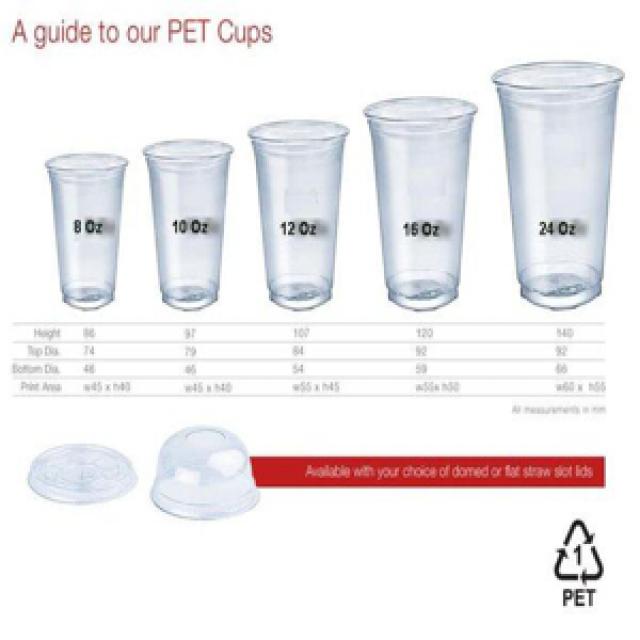 A guide to our PET Cups
8 Oz 10 Oz 12 Oz 16 Oz 24 Oz
Height 86 97 107 120 140
Top Dia. 74 79 84 92 92
Bottom Dia. 46 46 54 59 66
Print Area w45 x h40 w45 x h40 w55 x h45 w55x h50 w60 x h55
All measurements in mm
Available with your choice of domed or flat straw slot lids
1
PET